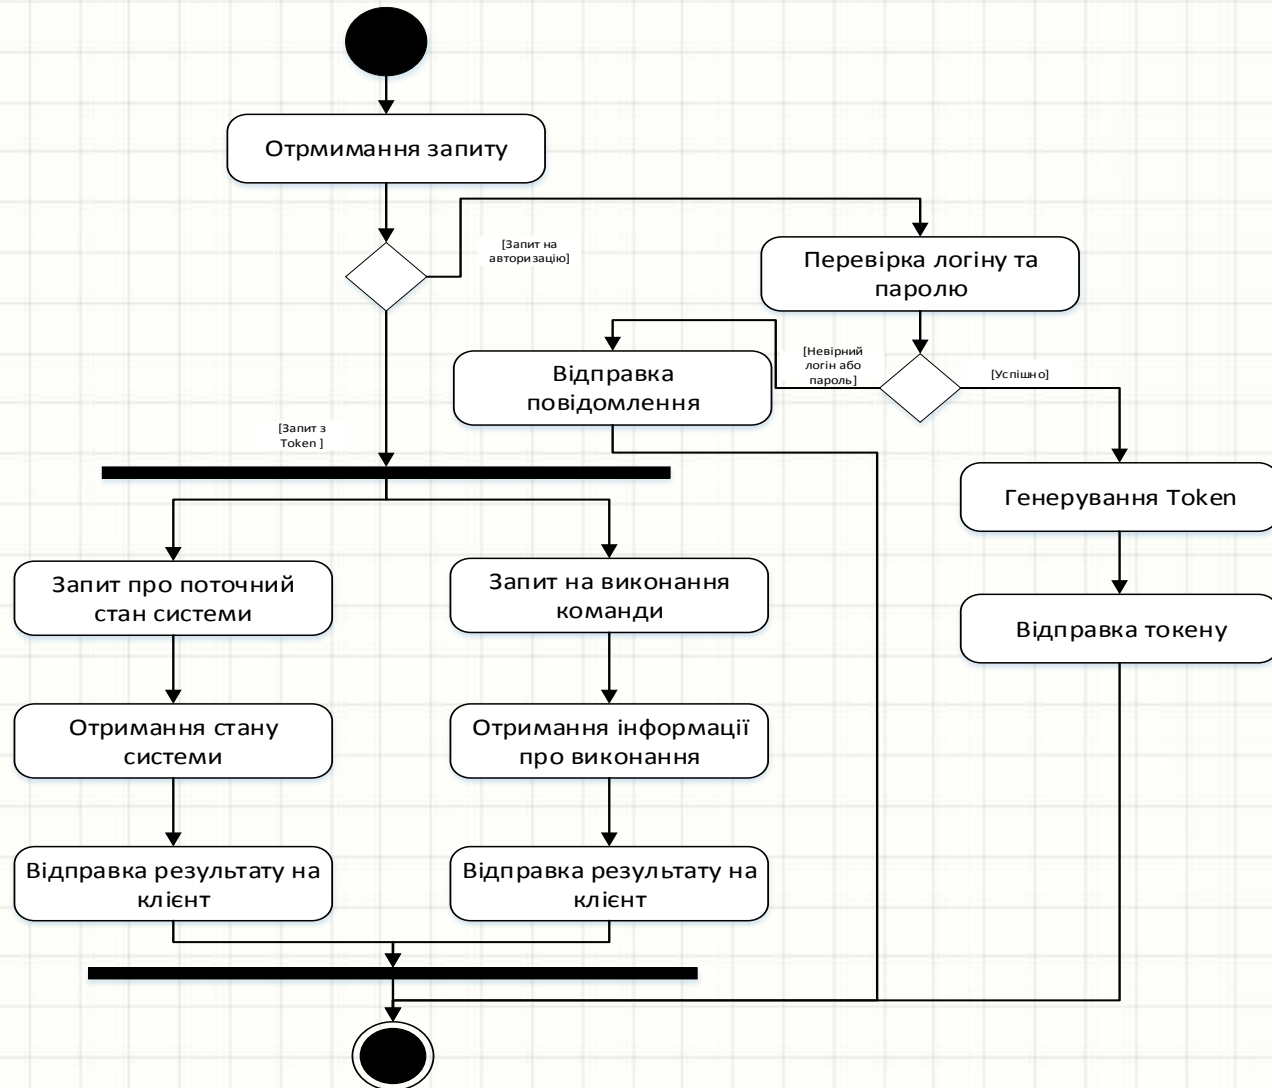 Отрмимання запиту
[Запит на
авторизацію]
Перевірка логіну та
паролю
[Невірний
логін або
пароль]
[Успішно]
Відправка
повідомлення
[Запит з
Token ]
Генерування Token
Запит про поточний
стан системи
Запит на виконання
команди
Відправка токену
Отримання стану
системи
Отримання інформації
про виконання
Відправка результату на
клієнт
Відправка результату на
клієнт